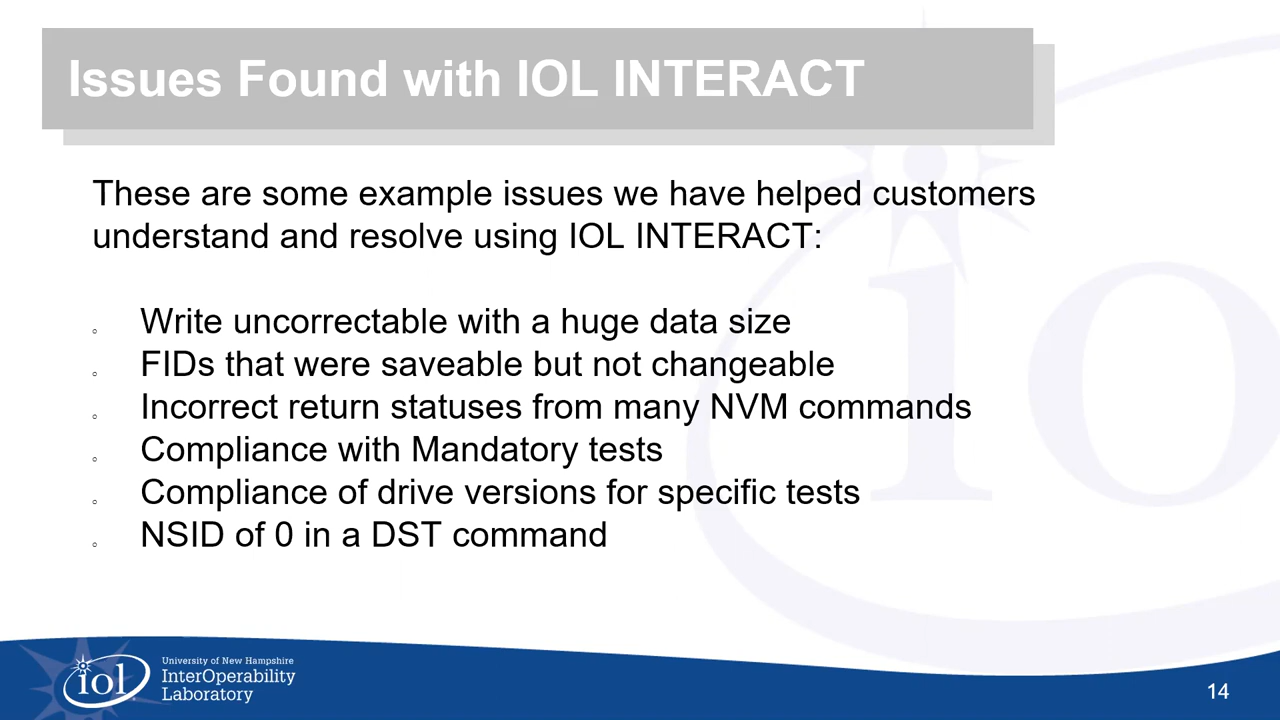 Issues Found with IOL INTERACT
These are some example issues we have helped customers
understand and resolve using IOL INTERACT:
Write uncorrectable with a huge data size
FIDs that were saveable but not changeable
Incorrect return statuses from many NVM commands
Compliance with Mandatory tests
Compliance of drive versions for specific tests
NSID of 0 in a DST command
iol
University of New Hampshire
InterOperability
Laboratory
14